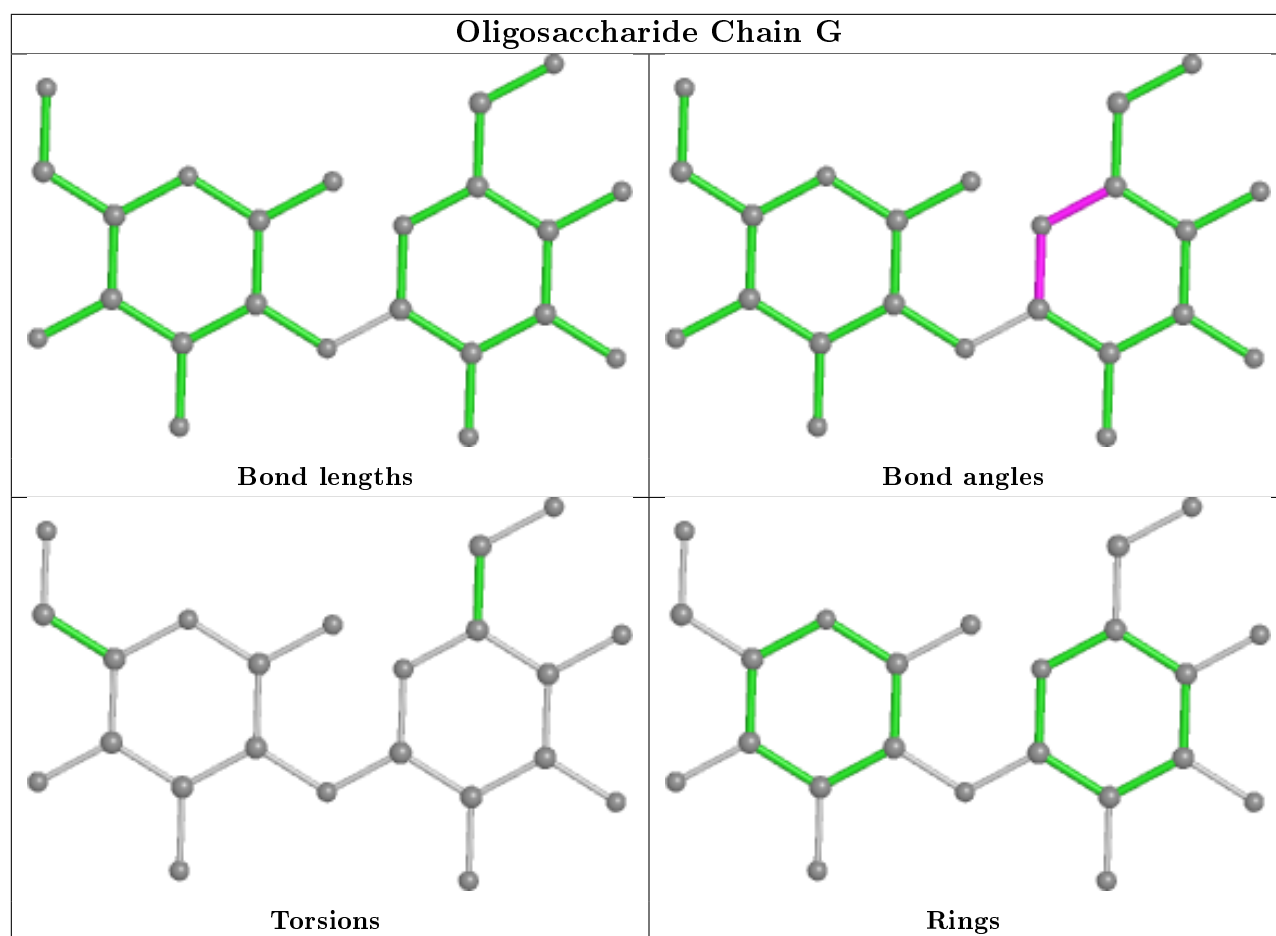 Oligosaccharide Chain G
Bond lengths
Bond angles
Torsions
Rings